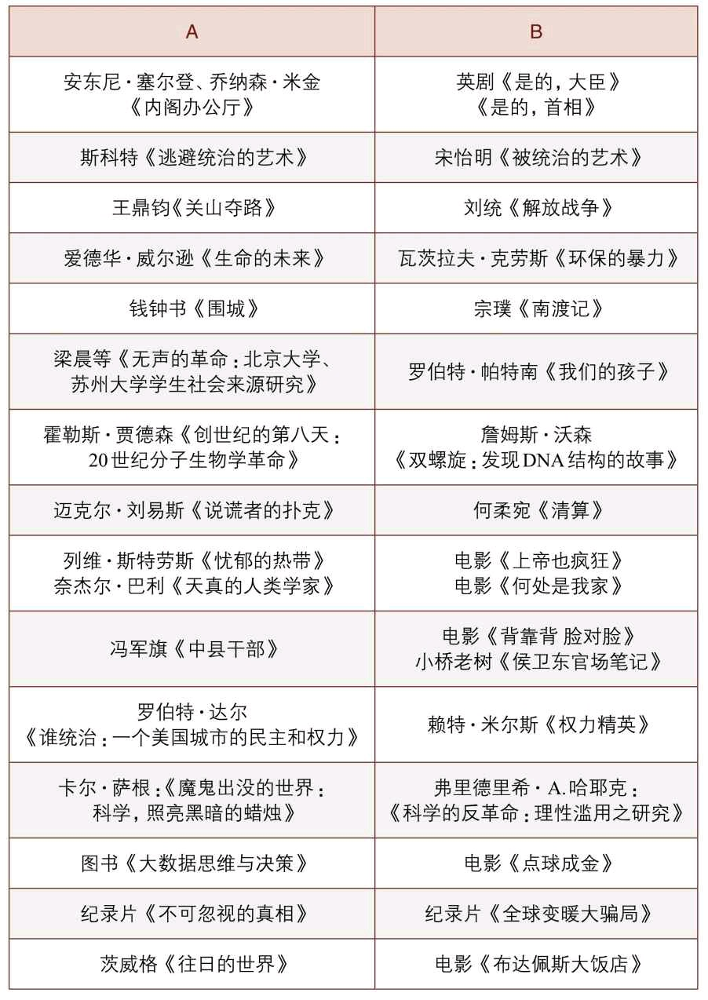 A
B
安东尼·塞尔登、乔纳森·米金
《内阁办公厅》
英剧《是的，大臣》
《是的，首相》
斯科特《逃避统治的艺术》
宋怡明《被统治的艺术》
王鼎钧《关山夺路》
刘统《解放战争》
爱德华·威尔逊《生命的未来》
瓦茨拉夫·克劳斯《环保的暴力》
钱钟书《围城》
宗璞《南渡记》
梁晨等《无声的革命：北京大学、
苏州大学学生社会来源研究》
罗伯特·帕特南《我们的孩子》
霍勒斯·贾德森《创世纪的第八天：
20世纪分子生物学革命》
詹姆斯·沃森
《双螺旋：发现DNA结构的故事》
迈克尔·刘易斯《说谎者的扑克》
何柔宛《清算》
列维·斯特劳斯《忧郁的热带》
奈杰尔·巴利《天真的人类学家》
电影《上帝也疯狂》
电影《何处是我家》
冯军旗《中县干部》
电影《背靠背 脸对脸》
小桥老树《侯卫东官场笔记》
罗伯特·达尔
《谁统治：一个美国城市的民主和权力》
赖特·米尔斯《权力精英》
卡尔·萨根：《魔鬼出没的世界：
科学，照亮黑暗的蜡烛》
弗里德里希·A.哈耶克：
《科学的反革命：理性滥用之研究》
图书《大数据思维与决策》
电影《点球成金》
纪录片《不可忽视的真相》
纪录片《全球变暖大骗局》
茨威格《往日的世界》
电影《布达佩斯大饭店》